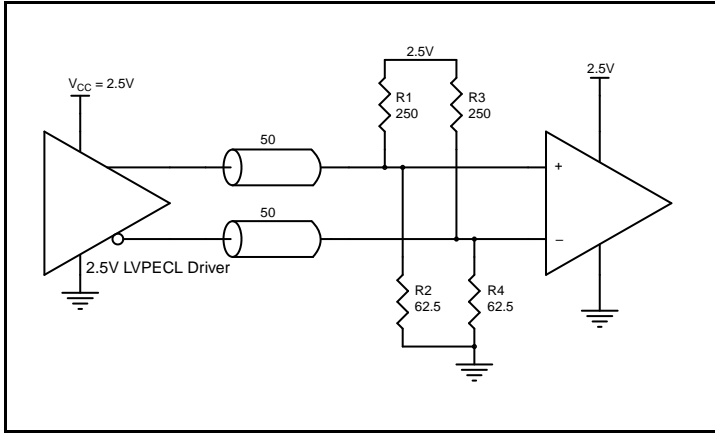 2.5V
V_CC = 2.5V
2.5V
R1
250
R3
250
50
+
50
–
2.5V LVPECL Driver
R2
62.5
R4
62.5